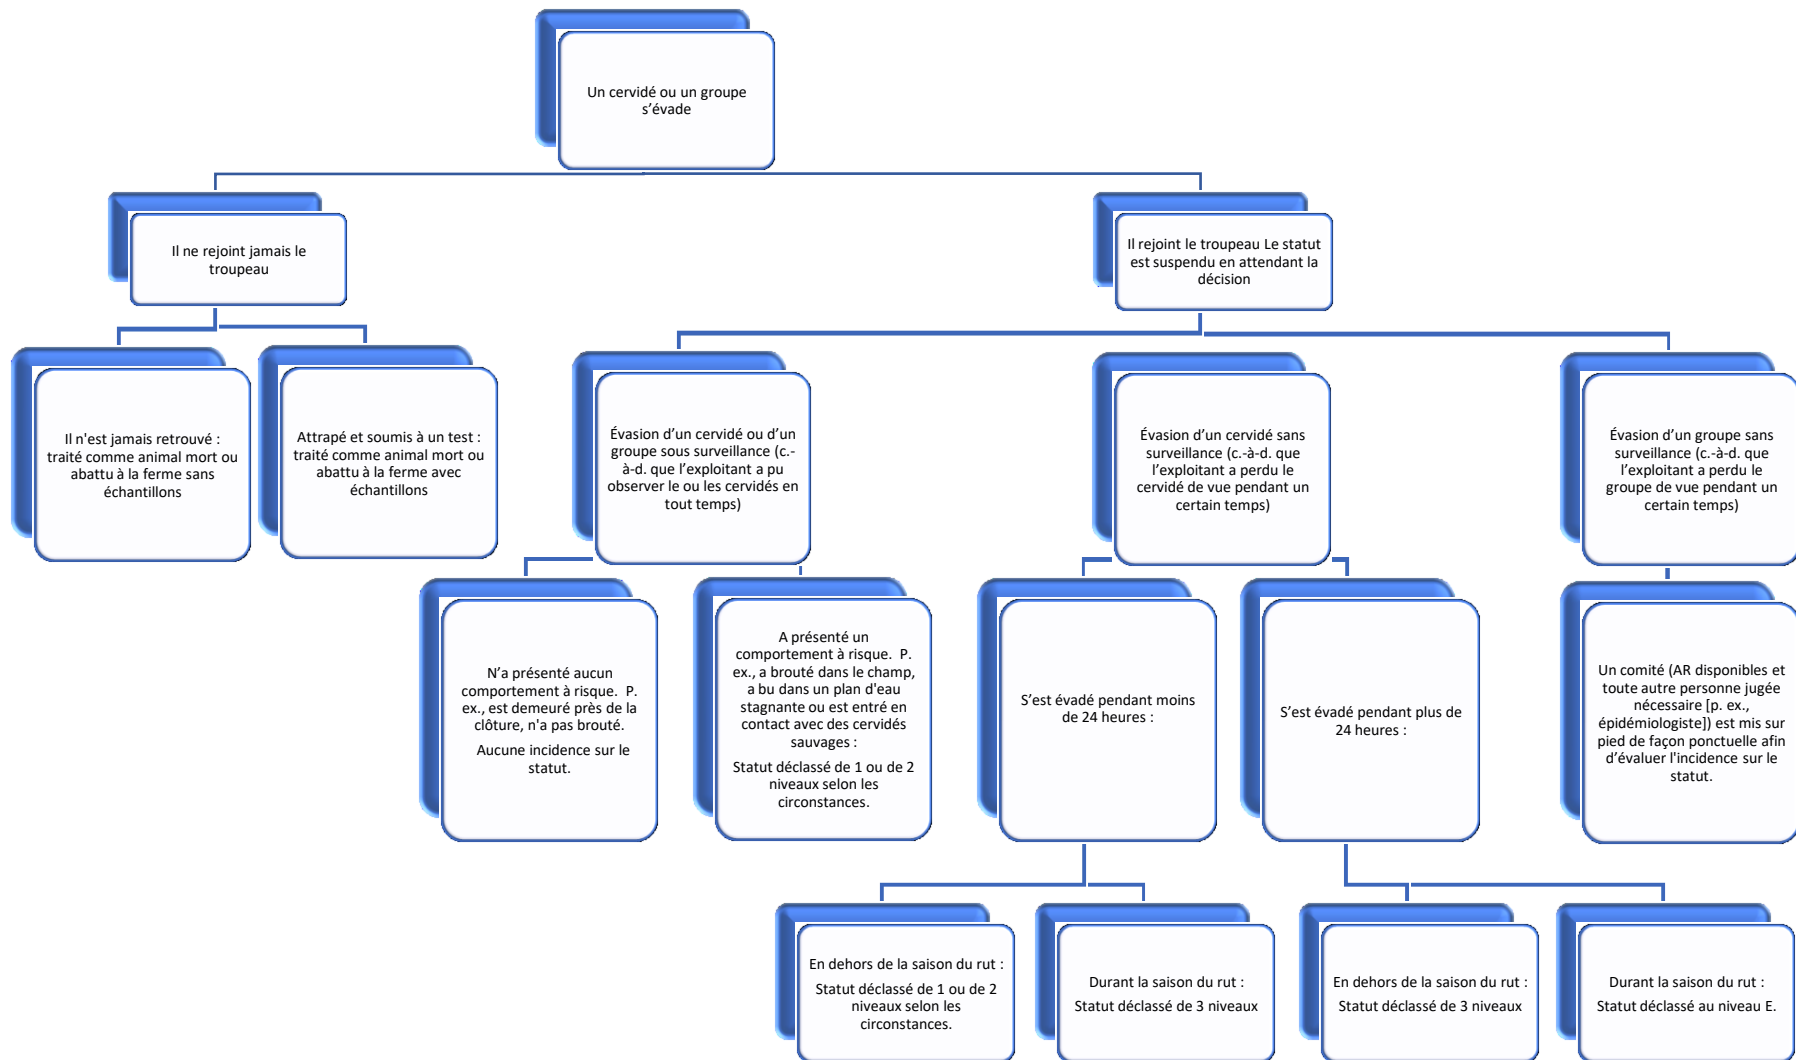 Un cervidé ou un groupe
s’évade
Il ne rejoint jamais le
troupeau
Il rejoint le troupeau Le statut
est suspendu en attendant la
décision
Il n'est jamais retrouvé :
traité comme animal mort ou
abattu à la ferme sans
échantillons
Attrapé et soumis à un test :
traité comme animal mort ou
abattu à la ferme avec
échantillons
Évasion d’un cervidé ou d’un
groupe sous surveillance (c.-
à-d. que l’exploitant a pu
observer le ou les cervidés en
tout temps)
Évasion d’un cervidé sans
surveillance (c.-à-d. que
l’exploitant a perdu le
cervidé de vue pendant un
certain temps)
Évasion d’un groupe sans
surveillance (c.-à-d. que
l’exploitant a perdu le
groupe de vue pendant un
certain temps)
N’a présenté aucun
comportement à risque.  P.
ex., est demeuré près de la
clôture, n'a pas brouté.
Aucune incidence sur le
statut.
A présenté un
comportement à risque.  P.
ex., a brouté dans le champ,
a bu dans un plan d'eau
stagnante ou est entré en
contact avec des cervidés
sauvages :
Statut déclassé de 1 ou de 2
niveaux selon les
circonstances.
S’est évadé pendant moins
de 24 heures :
S’est évadé pendant plus de
24 heures :
Un comité (AR disponibles et
toute autre personne jugée
nécessaire [p. ex.,
épidémiologiste]) est mis sur
pied de façon ponctuelle afin
d’évaluer l'incidence sur le
statut.
En dehors de la saison du rut :
Statut déclassé de 1 ou de 2
niveaux selon les
circonstances.
Durant la saison du rut :
Statut déclassé de 3 niveaux
En dehors de la saison du rut :
Statut déclassé de 3 niveaux
Durant la saison du rut :
Statut déclassé au niveau E.